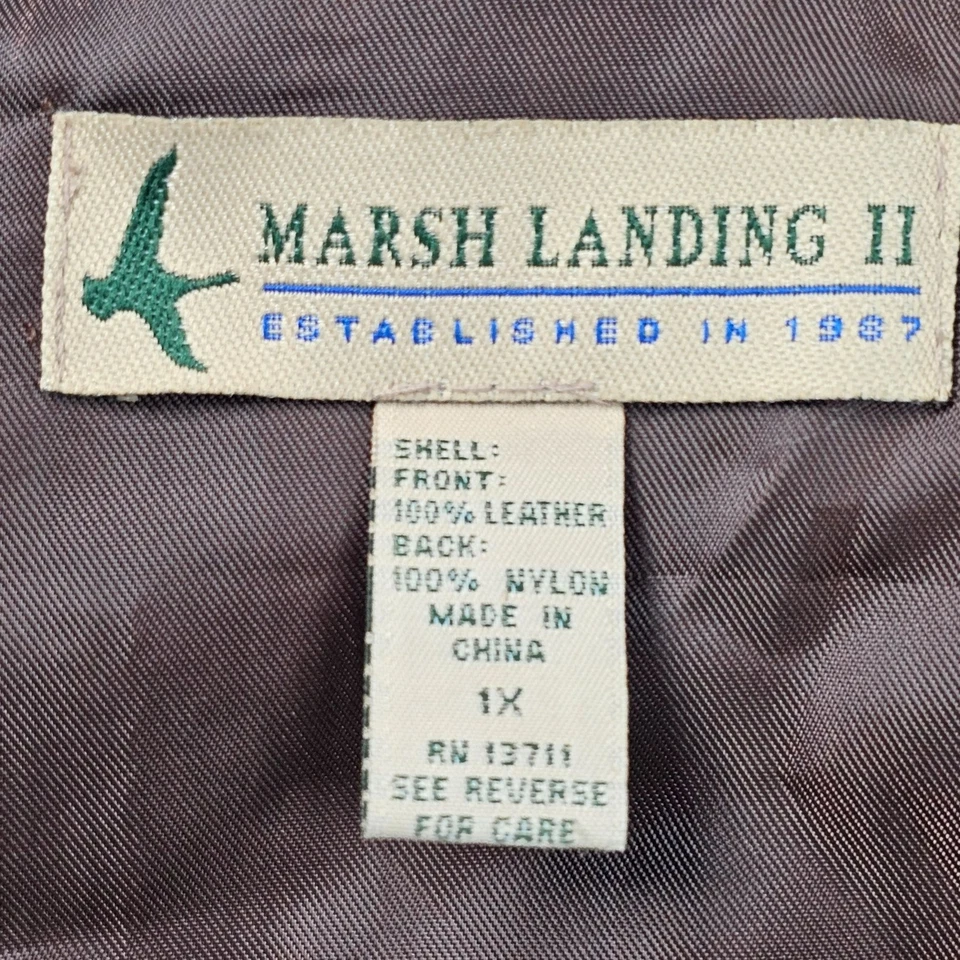 MARSH LANDING II
ESTABLISHED IN 1987
SHELL:
FRONT:
100% LEATHER
BACK:
100% NYLON
MADE IN
CHINA
1X
RN 13711
SEE REVERSE
FOR CARE